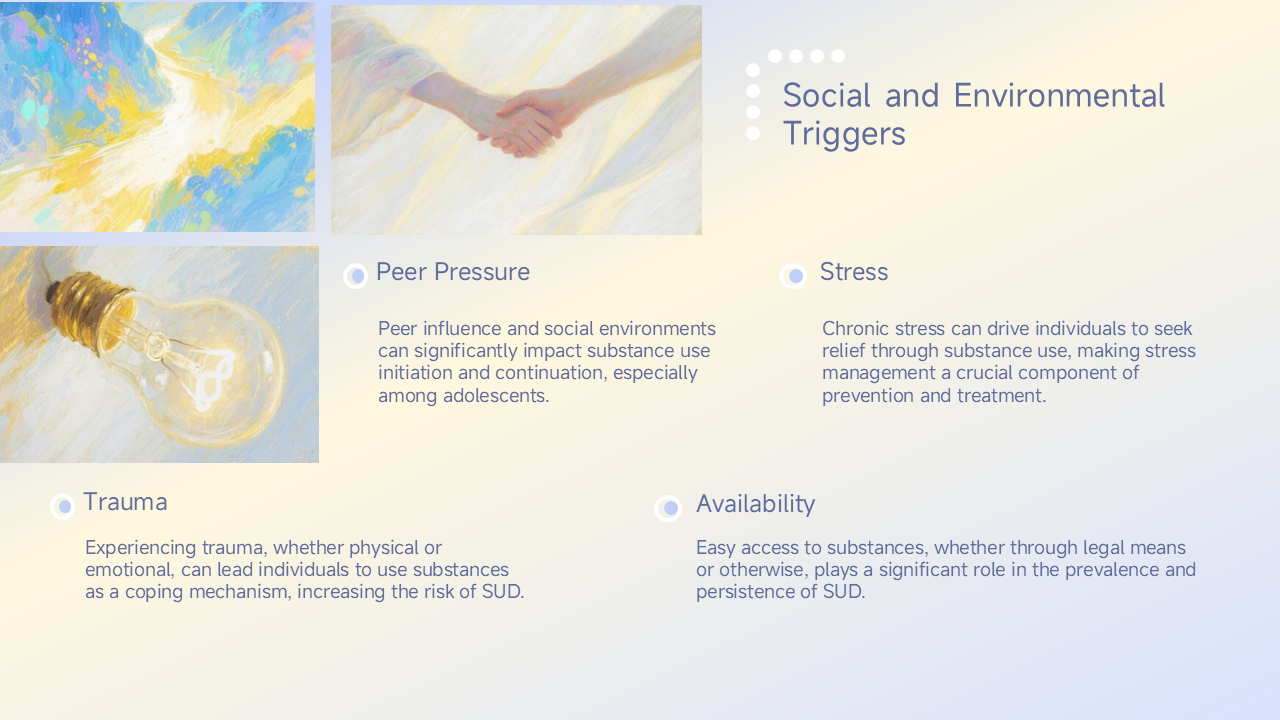 Social and Environmental
Triggers
Peer Pressure
Peer influence and social environments
can significantly impact substance use
initiation and continuation, especially
among adolescents.
Stress
Chronic stress can drive individuals to seek
relief through substance use, making stress
management a crucial component of
prevention and treatment.
Trauma
Experiencing trauma, whether physical or
emotional, can lead individuals to use substances
as a coping mechanism, increasing the risk of SUD.
Availability
Easy access to substances, whether through legal means
or otherwise, plays a significant role in the prevalence and
persistence of SUD.